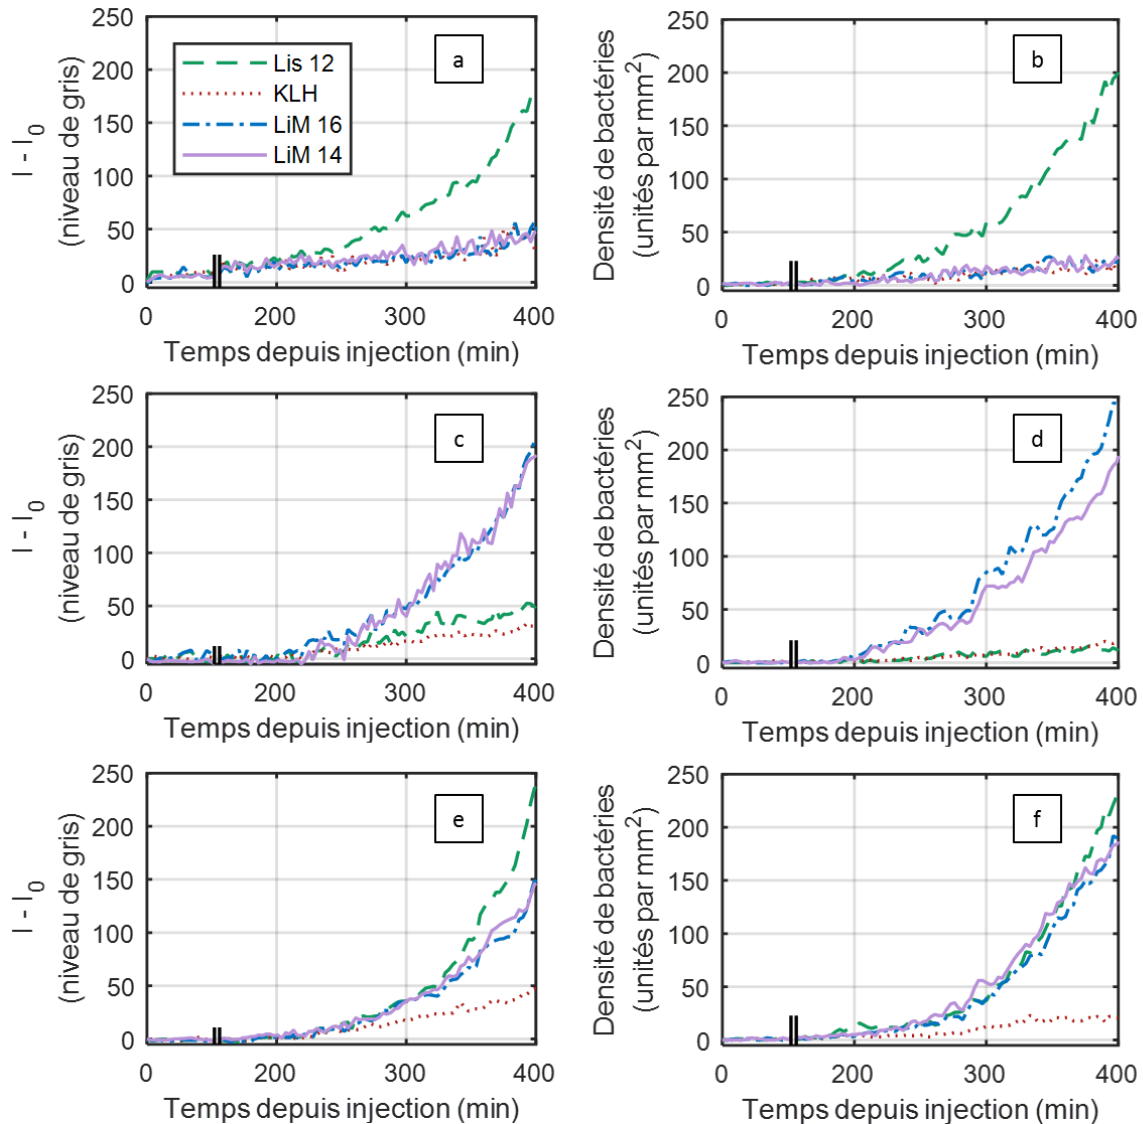 I - I0
(niveau de gris)
250
200
150
100
50
0
Lis 12
KLH
LiM 16
LiM 14
a
0 200 300 400
Temps depuis injection (min)
Densité de bactéries
(unités par mm2)
250
200
150
100
50
0
b
0 200 300 400
Temps depuis injection (min)
I - I0
(niveau de gris)
250
200
150
100
50
0
c
0 200 300 400
Temps depuis injection (min)
Densité de bactéries
(unités par mm2)
250
200
150
100
50
0
d
0 200 300 400
Temps depuis injection (min)
I - I0
(niveau de gris)
250
200
150
100
50
0
e
0 200 300 400
Temps depuis injection (min)
Densité de bactéries
(unités par mm2)
250
200
150
100
50
0
f
0 200 300 400
Temps depuis injection (min)